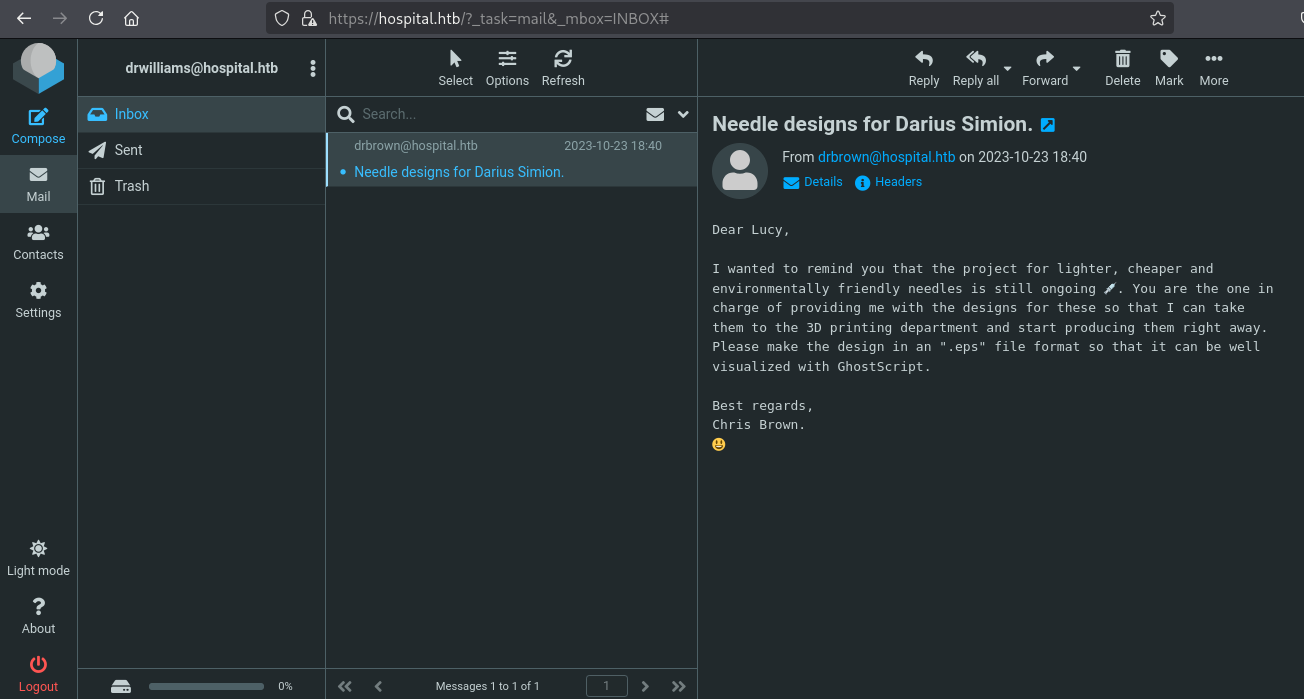 https://hospital.htb/?_task=mail&_mbox=INBOX#
drwilliams@hospital.htb
Compose
Mail
Contacts
Settings
Light mode
About
Logout
Inbox
Sent
Trash
0%
Select Options Refresh
Search...
drbrown@hospital.htb 2023-10-23 18:40
Needle designs for Darius Simion.
Messages 1 to 1 of 1
1
Reply Reply all Forward Delete Mark More
Needle designs for Darius Simion.
From drbrown@hospital.htb on 2023-10-23 18:40
Details Headers
Dear Lucy,
I wanted to remind you that the project for lighter, cheaper and
environmentally friendly needles is still ongoing 💉. You are the one in
charge of providing me with the designs for these so that I can take
them to the 3D printing department and start producing them right away.
Please make the design in an ".eps" file format so that it can be well
visualized with GhostScript.
Best regards,
Chris Brown.
😃